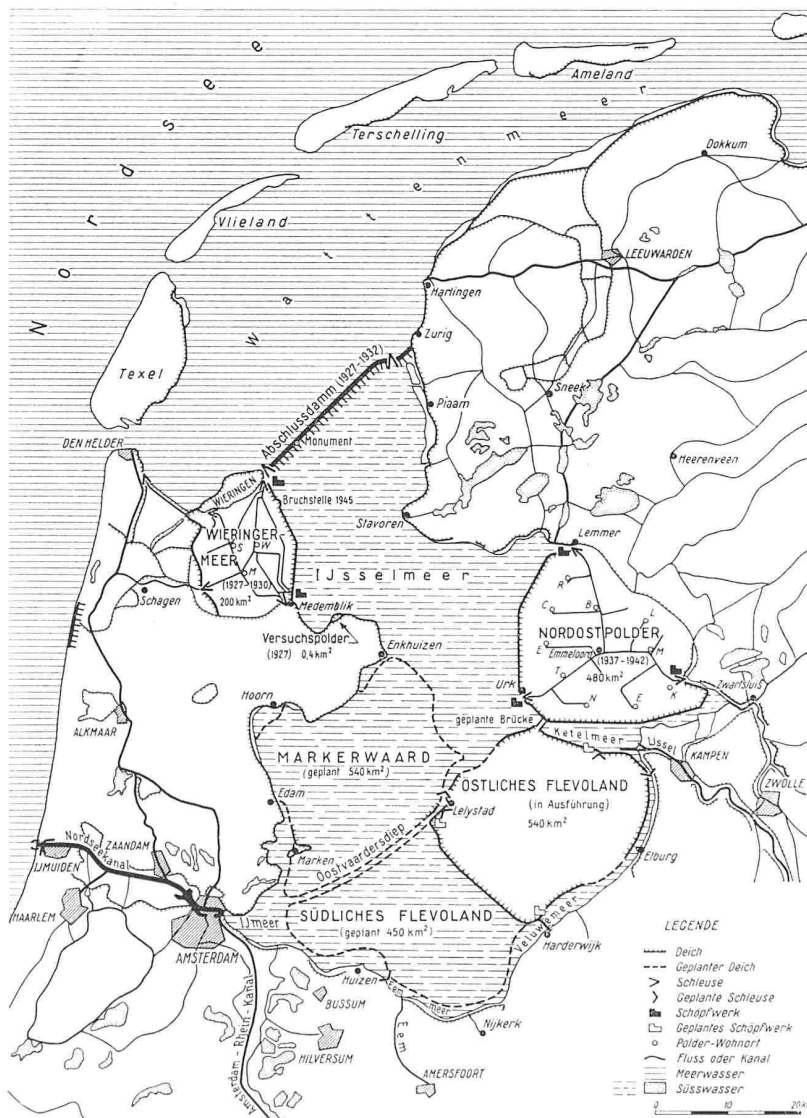 Nordsee
Wattenmeer
Ameland
Terschelling
Vlieland
Texel
Dokkum
LEEUWARDEN
Harlingen
Zurig
Abschlussdamm (1927-1932)
Sneek
Piaam
Monument
DEN HELDER
Heerenveen
WIERINGEN
Bruchstelle 1945
Stavoren
WIERINGER-
MEER
S
W
M
(1927-1930)
200 km²
Lemmer
IJsselmeer
Schagen
Medemblik
Versuchspolder
(1927) 0,4 km²
Enkhuizen
R
C
B
L
NORDOSTPOLDER
E
Emmeloord
(1937-1942)
M
480 km²
T
K
N
E
Zwartsluis
Urk
Hoorn
geplante Brücke
Ketelmeer
IJssel
KAMPEN
ZWOLLE
ALKMAAR
MARKERWAARD
(geplant 540 km²)
ÖSTLICHES FLEVOLAND
(in Ausführung)
540 km²
Edam
Lelystad
Oostvaardersdiep
Marken
Elburg
Nordseekanal
ZAANDAM
IJMUIDEN
HAARLEM
AMSTERDAM
IJmeer
SÜDLICHES FLEVOLAND
(geplant 450 km²)
Veluwemeer
Harderwijk
Huizen
Eemmeer
BUSSUM
Eem
Nijkerk
HILVERSUM
AMERSFOORT
Amsterdam-Rhein-Kanal
LEGENDE
Deich
Geplanter Deich
Schleuse
Geplante Schleuse
Schöpfwerk
Geplantes Schöpfwerk
Polder-Wohnort
Fluss oder Kanal
Meerwasser
Süsswasser
0 10 20k